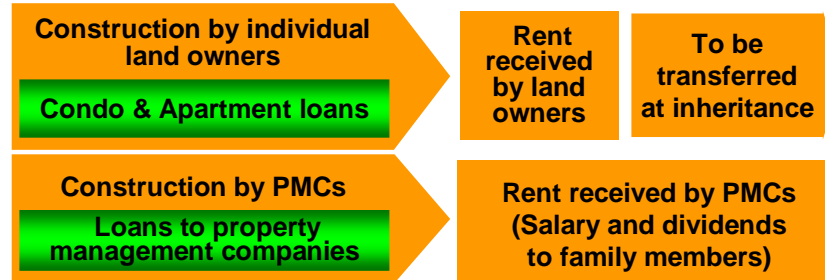 Construction by individual
land owners
Condo & Apartment loans
Rent
received
by land
owners
To be
transferred
at inheritance
Construction by PMCs
Loans to property
management companies
Rent received by PMCs
(Salary and dividends
to family members)